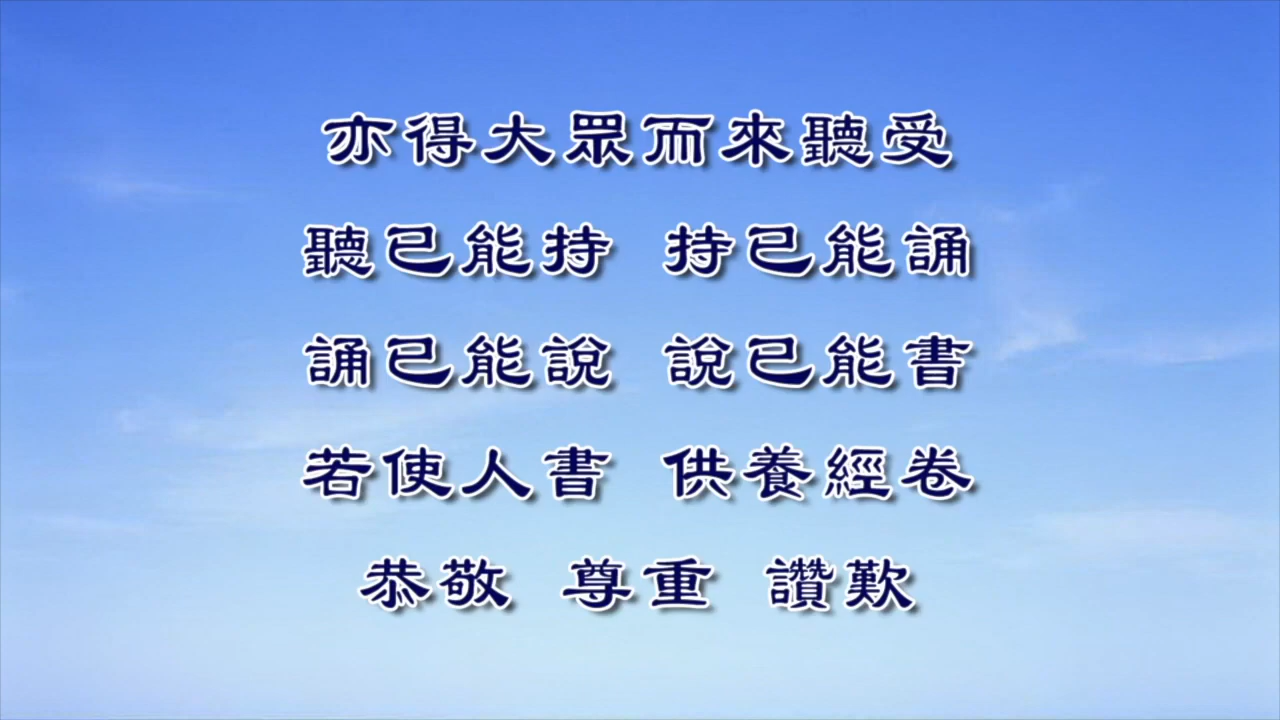 亦得大眾而來聽受
聽已能持　持已能誦
誦已能說　說已能書
若使人書　供養經卷
恭敬　尊重　讚歎